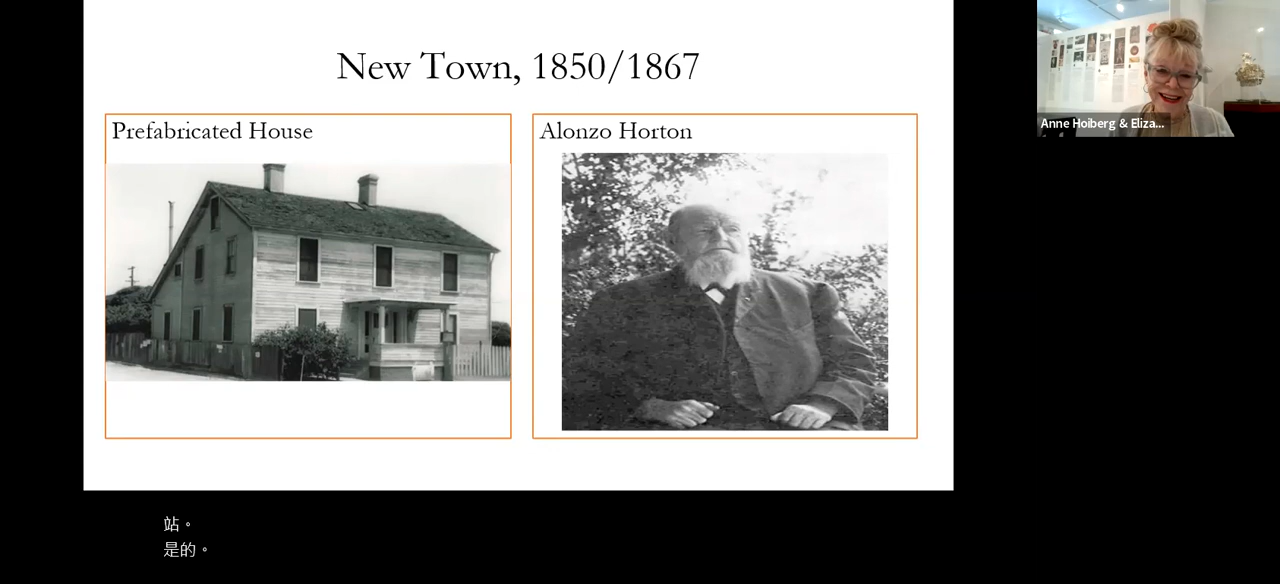 New Town, 1850/1867
Prefabricated House
Alonzo Horton
Anne Hoiberg & Eliza...
站。
是的。